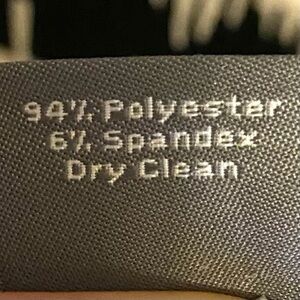 94% Polyester
6% Spandex
Dry Clean